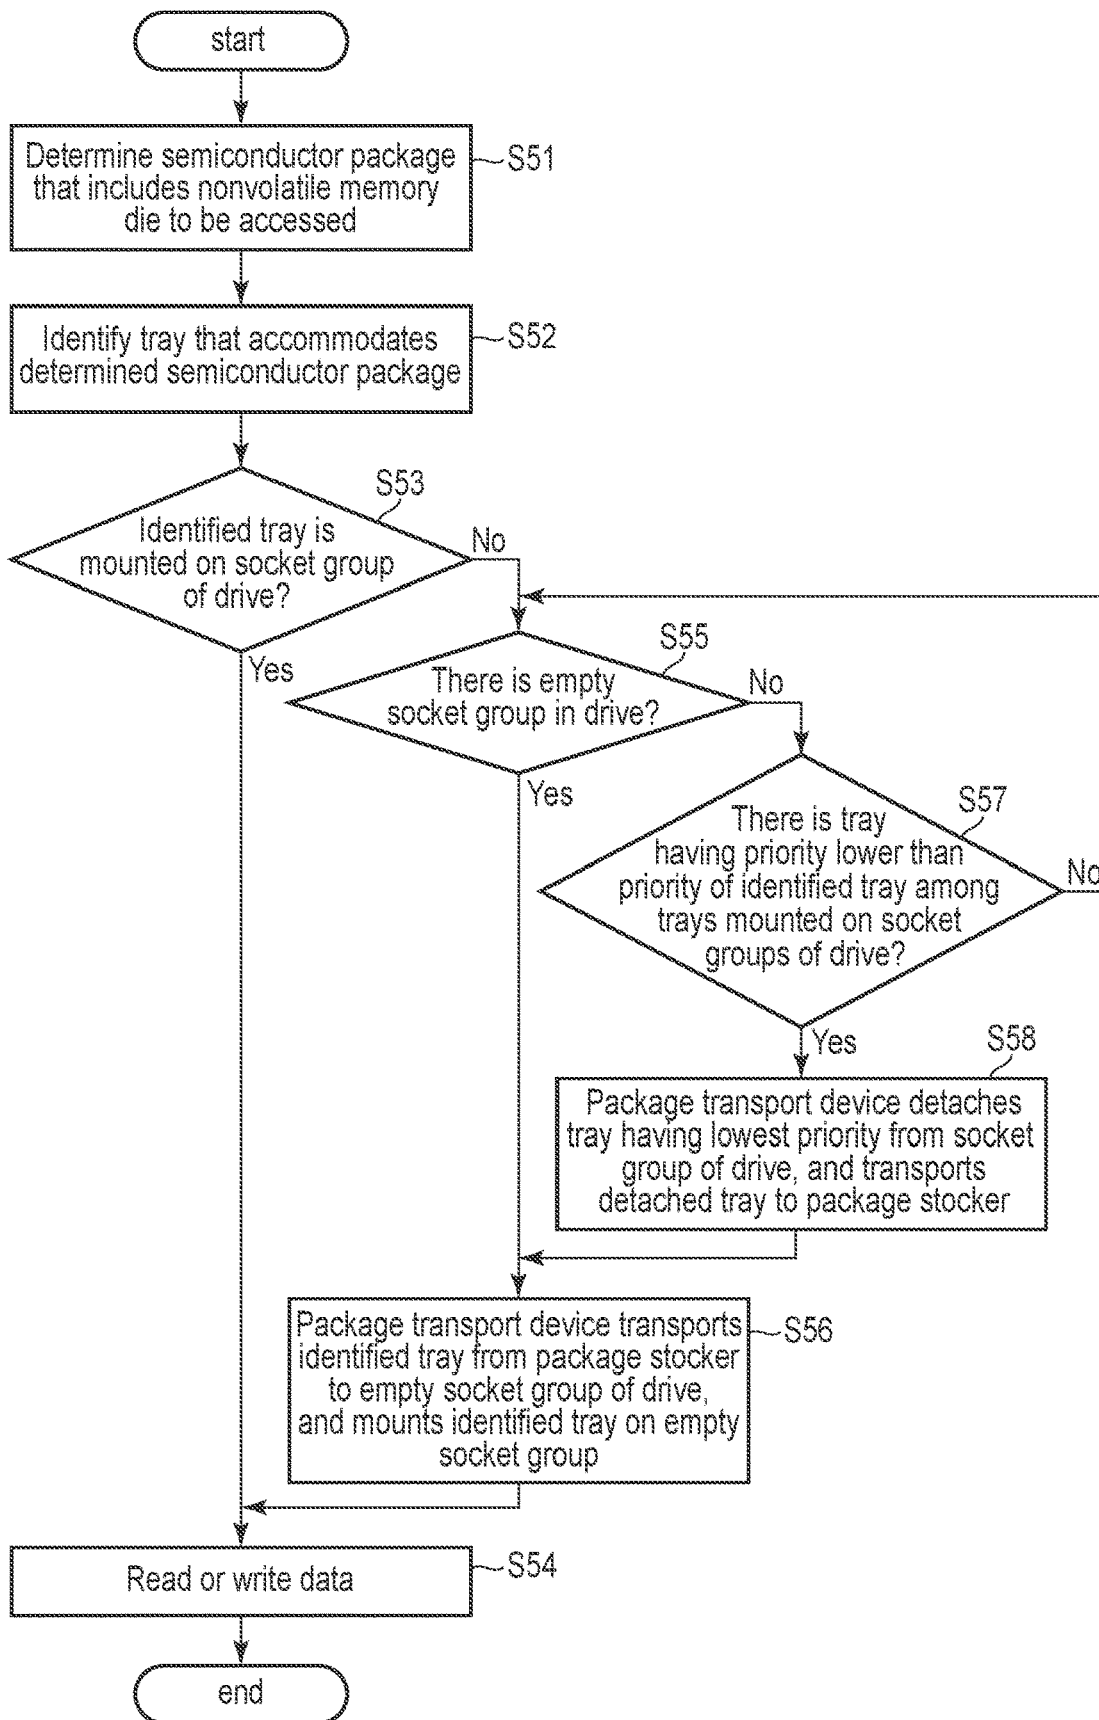 start
Determine semiconductor package
that includes nonvolatile memory
die to be accessed
S51
Identify tray that accommodates
determined semiconductor package
S52
S53
Identified tray is
mounted on socket group
of drive?
No
Yes
S55
There is empty
socket group in drive?
No
Yes
S57
There is tray
having priority lower than
priority of identified tray among
trays mounted on socket
groups of drive?
No
Yes
S58
Package transport device detaches
tray having lowest priority from socket
group of drive, and transports
detached tray to package stocker
Package transport device transports
identified tray from package stocker
to empty socket group of drive,
and mounts identified tray on empty
socket group
S56
Read or write data
S54
end